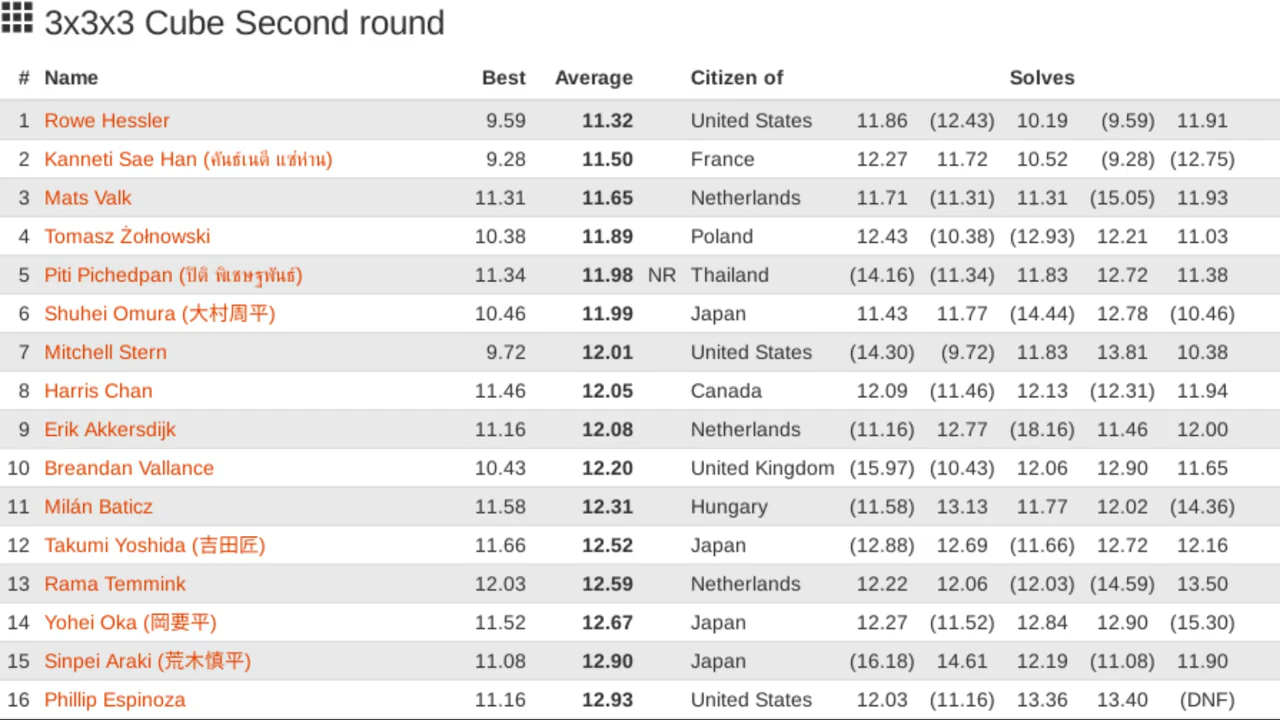 3x3x3 Cube Second round
# Name Best Average Citizen of Solves
1 Rowe Hessler 9.59 11.32 United States 11.86 (12.43) 10.19 (9.59) 11.91
2 Kanneti Sae Han (คันธ์เนตี แซ่ห่าน) 9.28 11.50 France 12.27 11.72 10.52 (9.28) (12.75)
3 Mats Valk 11.31 11.65 Netherlands 11.71 (11.31) 11.31 (15.05) 11.93
4 Tomasz Żołnowski 10.38 11.89 Poland 12.43 (10.38) (12.93) 12.21 11.03
5 Piti Pichedpan (ปิติ พิเชษฐพันธ์) 11.34 11.98 NR Thailand (14.16) (11.34) 11.83 12.72 11.38
6 Shuhei Omura (大村周平) 10.46 11.99 Japan 11.43 11.77 (14.44) 12.78 (10.46)
7 Mitchell Stern 9.72 12.01 United States (14.30) (9.72) 11.83 13.81 10.38
8 Harris Chan 11.46 12.05 Canada 12.09 (11.46) 12.13 (12.31) 11.94
9 Erik Akkersdijk 11.16 12.08 Netherlands (11.16) 12.77 (18.16) 11.46 12.00
10 Breandan Vallance 10.43 12.20 United Kingdom (15.97) (10.43) 12.06 12.90 11.65
11 Milán Baticz 11.58 12.31 Hungary (11.58) 13.13 11.77 12.02 (14.36)
12 Takumi Yoshida (吉田匠) 11.66 12.52 Japan (12.88) 12.69 (11.66) 12.72 12.16
13 Rama Temmink 12.03 12.59 Netherlands 12.22 12.06 (12.03) (14.59) 13.50
14 Yohei Oka (岡要平) 11.52 12.67 Japan 12.27 (11.52) 12.84 12.90 (15.30)
15 Sinpei Araki (荒木慎平) 11.08 12.90 Japan (16.18) 14.61 12.19 (11.08) 11.90
16 Phillip Espinoza 11.16 12.93 United States 12.03 (11.16) 13.36 13.40 (DNF)